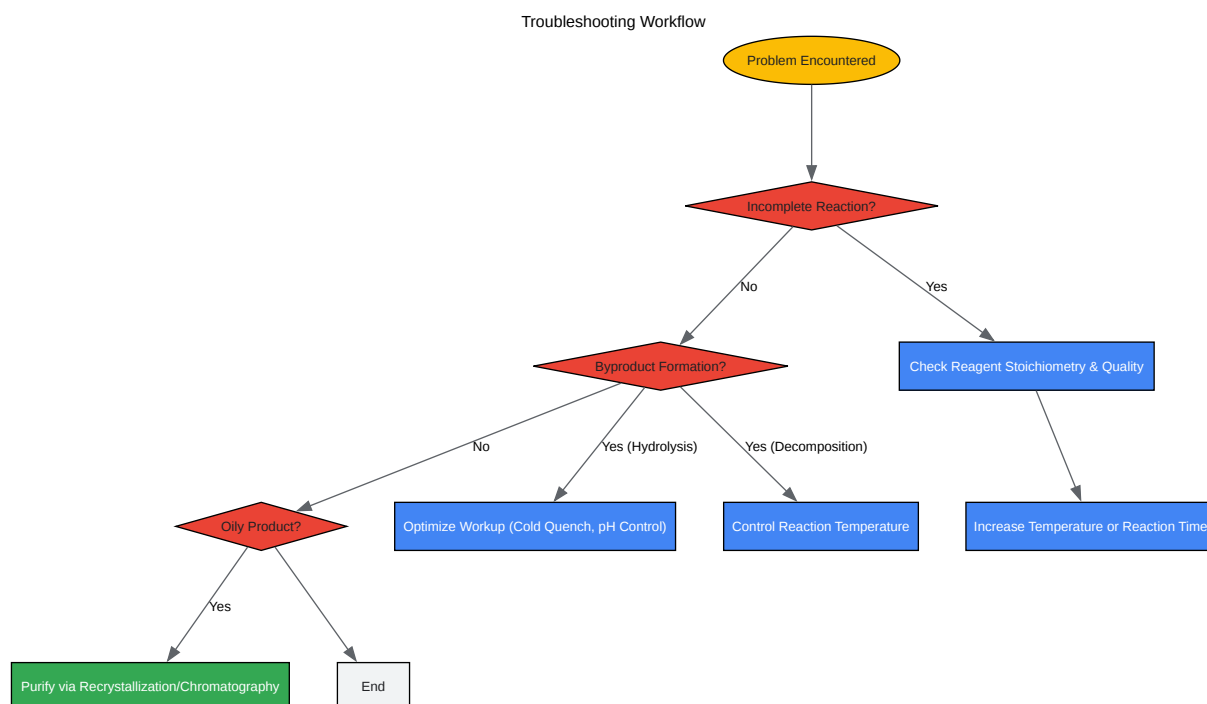 Troubleshooting Workflow
Problem Encountered
Incomplete Reaction?
No
Yes
Byproduct Formation?
Check Reagent Stoichiometry & Quality
No
Yes (Hydrolysis)
Yes (Decomposition)
Oily Product?
Optimize Workup (Cold Quench, pH Control)
Control Reaction Temperature
Increase Temperature or Reaction Time
Yes
Purify via Recrystallization/Chromatography
End